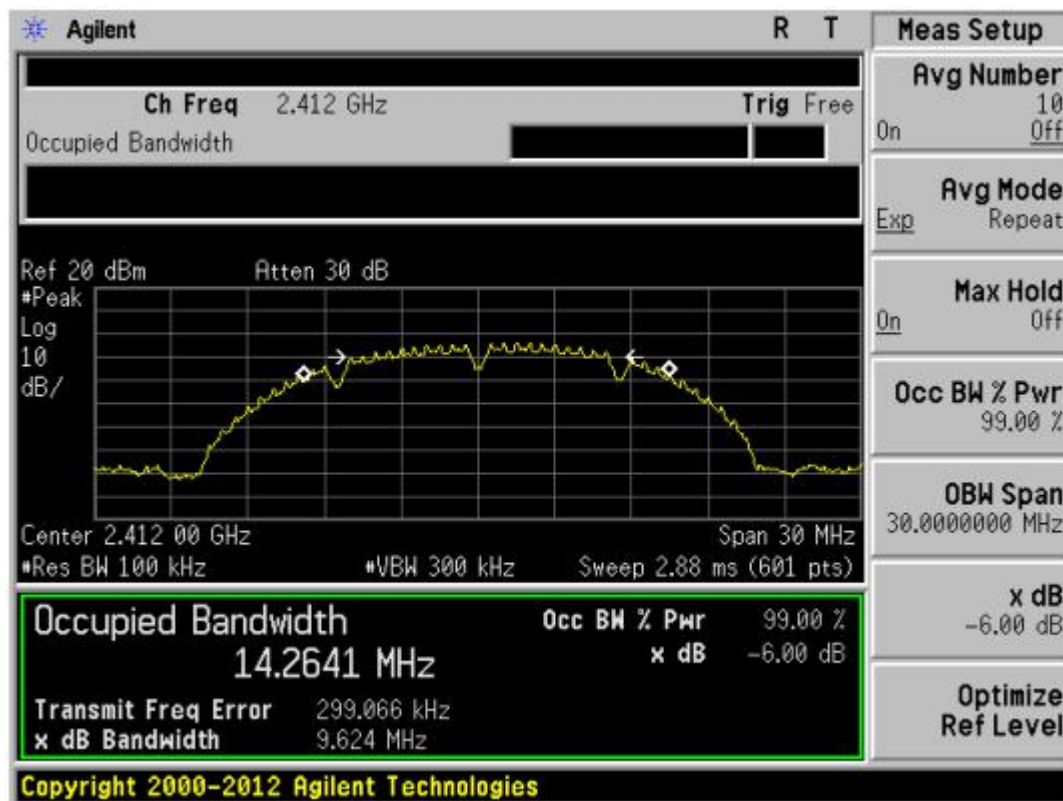 Agilent R T
Ch Freq 2.412 GHz Trig Free
Occupied Bandwidth
Ref 20 dBm Atten 30 dB
#Peak
Log
10
dB/
Center 2.412 00 GHz Span 30 MHz
#Res BW 100 kHz #VBW 300 kHz Sweep 2.88 ms (601 pts)
Occupied Bandwidth Occ BW % Pwr 99.00 %
14.2641 MHz x dB -6.00 dB
Transmit Freq Error 299.066 kHz
x dB Bandwidth 9.624 MHz
Copyright 2000-2012 Agilent Technologies
Meas Setup
Avg Number
10
On Off
Avg Mode
Exp Repeat
Max Hold
On Off
Occ BW % Pwr
99.00 %
OBW Span
30.0000000 MHz
x dB
-6.00 dB
Optimize
Ref Level